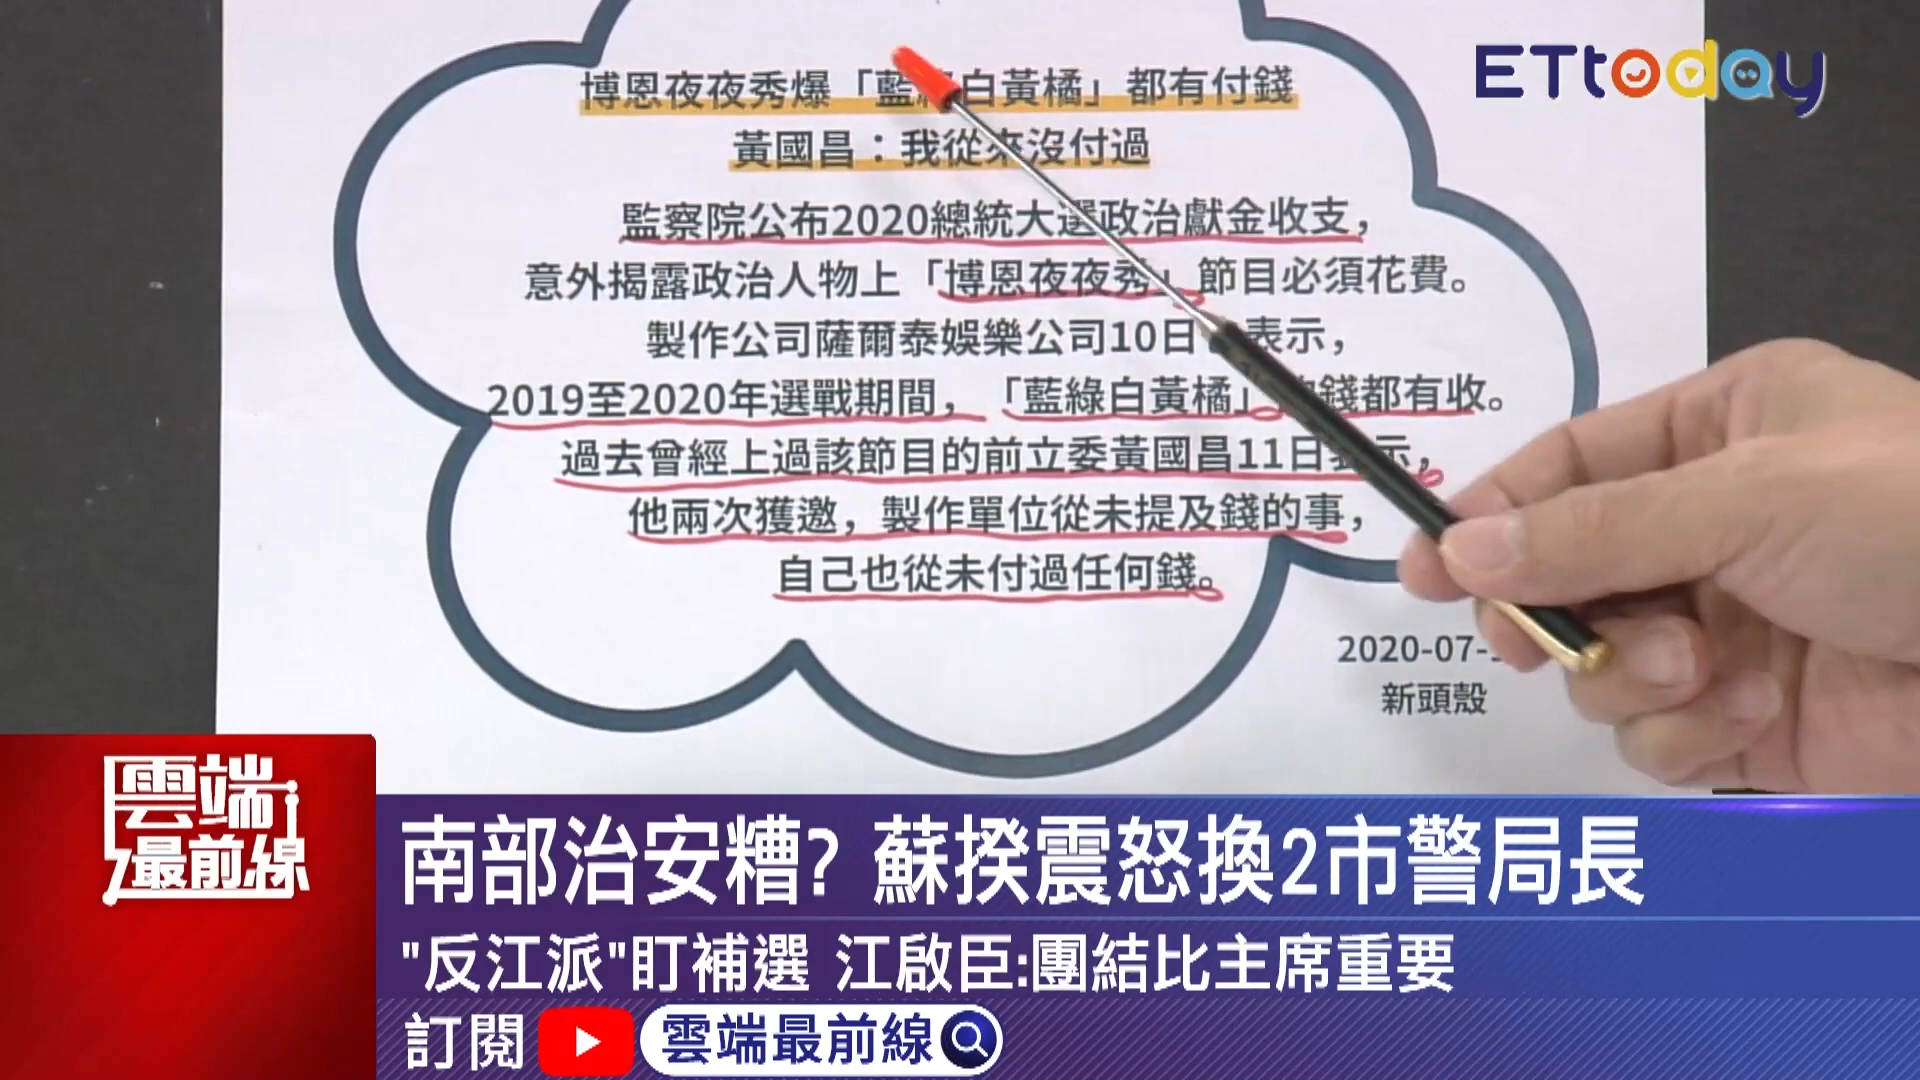 ETtoday
博恩夜夜秀爆「藍綠白黃橘」都有付錢
黃國昌：我從來沒付過
監察院公布2020總統大選政治獻金收支，
意外揭露政治人物上「博恩夜夜秀」節目必須花費。
製作公司薩爾泰娛樂公司10日 表示，
2019至2020年選戰期間，「藍綠白黃橘」 錢都有收。
過去曾經上過該節目的前立委黃國昌11日表示，
他兩次獲邀，製作單位從未提及錢的事，
自己也從未付過任何錢。
2020-07-
新頭殼
雲端
最前線
南部治安糟? 蘇揆震怒換2市警局長
"反江派"盯補選 江啟臣:團結比主席重要
訂閱 雲端最前線